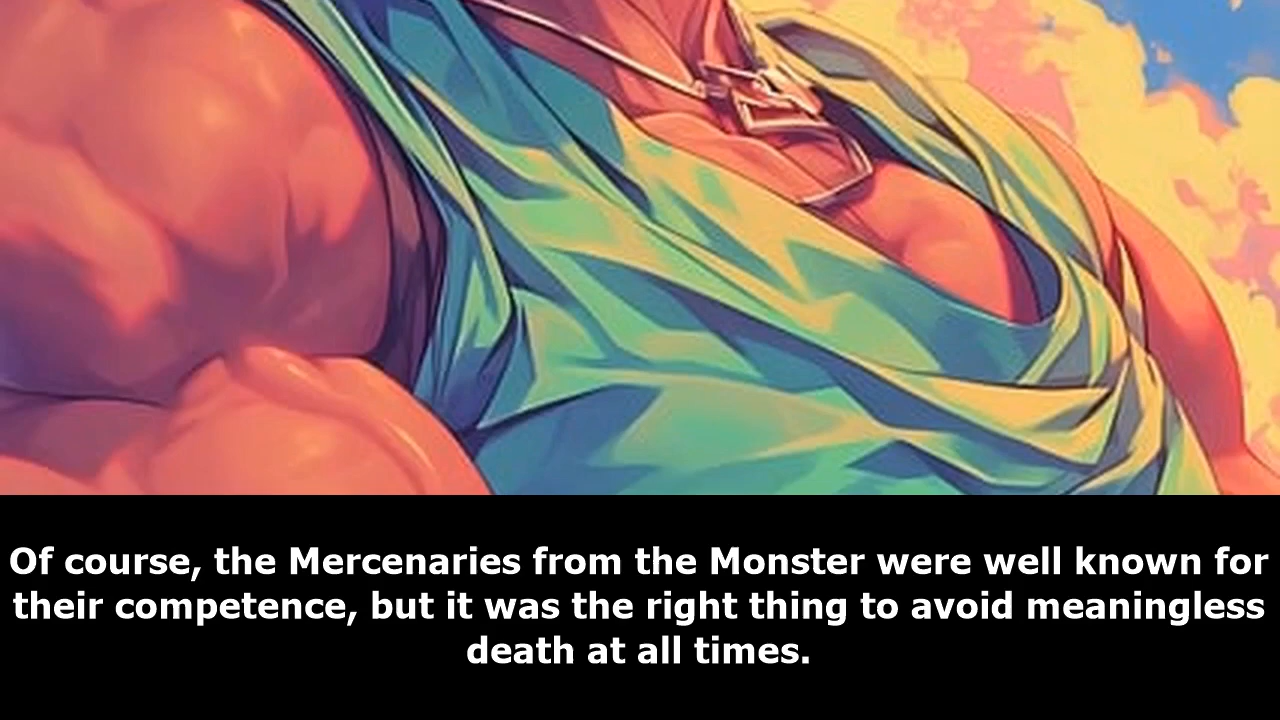 Of course, the Mercenaries from the Monster were well known for
their competence, but it was the right thing to avoid meaningless
death at all times.